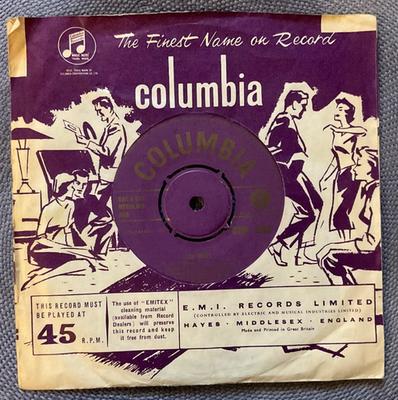 The Finest Name on Record
columbia
COLUMBIA
THIS RECORD MUST
BE PLAYED AT
45
R.P.M.
The use of "EMITEX"
cleaning material
(available from Record
Dealers) will preserve
this record and keep
it free from dust.
E.M.I. RECORDS LIMITED
(CONTROLLED BY ELECTRIC AND MUSICAL INDUSTRIES LIMITED)
HAYES · MIDDLESEX · ENGLAND
Made and Printed in Great Britain